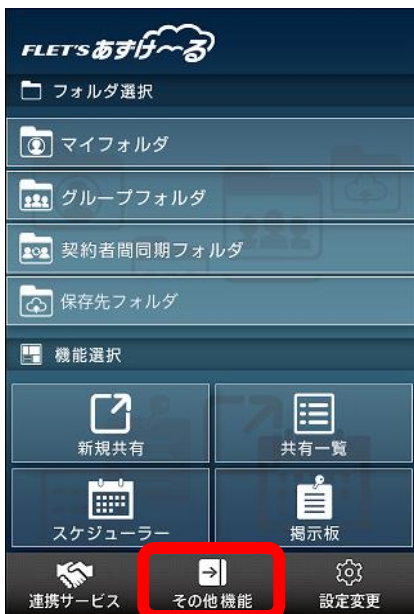 FLET'S あずけ〜る
フォルダ選択
マイフォルダ
グループフォルダ
契約者間同期フォルダ
保存先フォルダ
機能選択
新規共有 共有一覧
スケジューラー 掲示板
連携サービス その他機能 設定変更